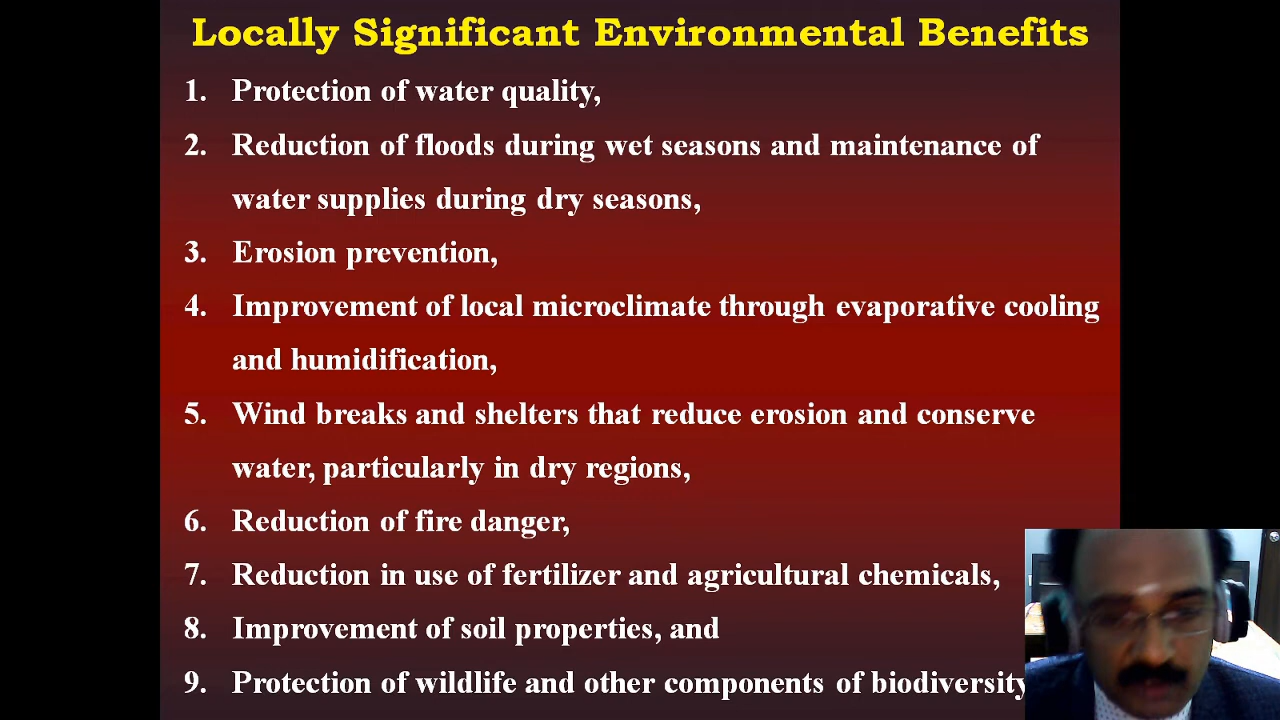 Locally Significant Environmental Benefits
1. Protection of water quality,
2. Reduction of floods during wet seasons and maintenance of
water supplies during dry seasons,
3. Erosion prevention,
4. Improvement of local microclimate through evaporative cooling
and humidification,
5. Wind breaks and shelters that reduce erosion and conserve
water, particularly in dry regions,
6. Reduction of fire danger,
7. Reduction in use of fertilizer and agricultural chemicals,
8. Improvement of soil properties, and
9. Protection of wildlife and other components of biodiversity